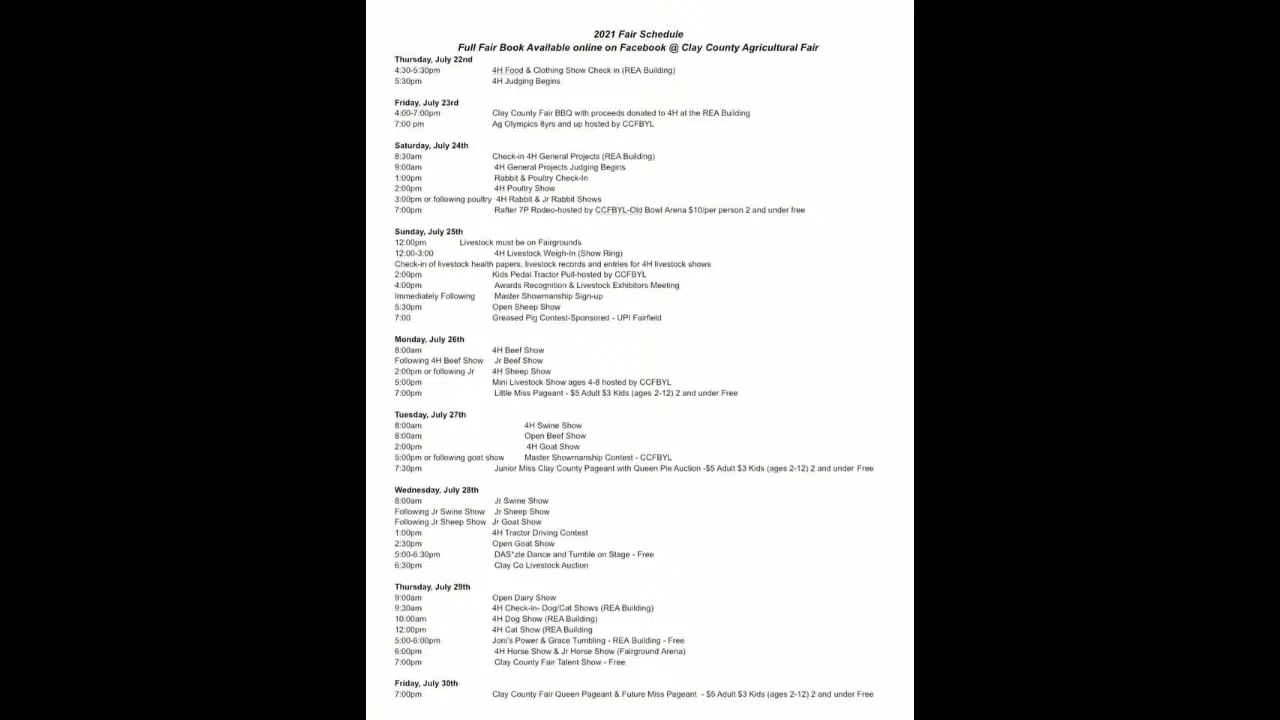 2021 Fair Schedule
Full Fair Book Available online on Facebook @ Clay County Agricultural Fair
Thursday, July 22nd
4:30-5:30pm 4H Food & Clothing Show Check in (REA Building)
5:30pm 4H Judging Begins
Friday, July 23rd
4:00-7:00pm Clay County Fair BBQ with proceeds donated to 4H at the REA Building
7:00 pm Ag Olympics 8yrs and up hosted by CCFBYL
Saturday, July 24th
8:30am Check-in 4H General Projects (REA Building)
9:00am 4H General Projects Judging Begins
1:00pm Rabbit & Poultry Check-In
2:00pm 4H Poultry Show
3:00pm or following poultry 4H Rabbit & Jr Rabbit Shows
7:00pm Rafter 7P Rodeo-hosted by CCFBYL-Old Bowl Arena $10/per person 2 and under free
Sunday, July 25th
12:00pm Livestock must be on Fairgrounds
12:00-3:00 4H Livestock Weigh-In (Show Ring)
Check-in of livestock health papers, livestock records and entries for 4H livestock shows
2:00pm Kids Pedal Tractor Pull-hosted by CCFBYL
4:00pm Awards Recognition & Livestock Exhibitors Meeting
Immediately Following Master Showmanship Sign-up
5:30pm Open Sheep Show
7:00 Greased Pig Contest-Sponsored - UPI Fairfield
Monday, July 26th
8:00am 4H Beef Show
Following 4H Beef Show Jr Beef Show
2:00pm or following Jr 4H Sheep Show
5:00pm Mini Livestock Show ages 4-8 hosted by CCFBYL
7:00pm Little Miss Pageant - $5 Adult $3 Kids (ages 2-12) 2 and under Free
Tuesday, July 27th
8:00am 4H Swine Show
8:00am Open Beef Show
2:00pm 4H Goat Show
5:00pm or following goat show Master Showmanship Contest - CCFBYL
7:30pm Junior Miss Clay County Pageant with Queen Pie Auction -$5 Adult $3 Kids (ages 2-12) 2 and under Free
Wednesday, July 28th
8:00am Jr Swine Show
Following Jr Swine Show Jr Sheep Show
Following Jr Sheep Show Jr Goat Show
1:00pm 4H Tractor Driving Contest
2:30pm Open Goat Show
5:00-6:30pm DAS*zle Dance and Tumble on Stage - Free
6:30pm Clay Co Livestock Auction
Thursday, July 29th
9:00am Open Dairy Show
9:30am 4H Check-in- Dog/Cat Shows (REA Building)
10:00am 4H Dog Show (REA Building)
12:00pm 4H Cat Show (REA Building
5:00-6:00pm Joni's Power & Grace Tumbling - REA Building - Free
6:00pm 4H Horse Show & Jr Horse Show (Fairground Arena)
7:00pm Clay County Fair Talent Show - Free
Friday, July 30th
7:00pm Clay County Fair Queen Pageant & Future Miss Pageant - $5 Adult $3 Kids (ages 2-12) 2 and under Free